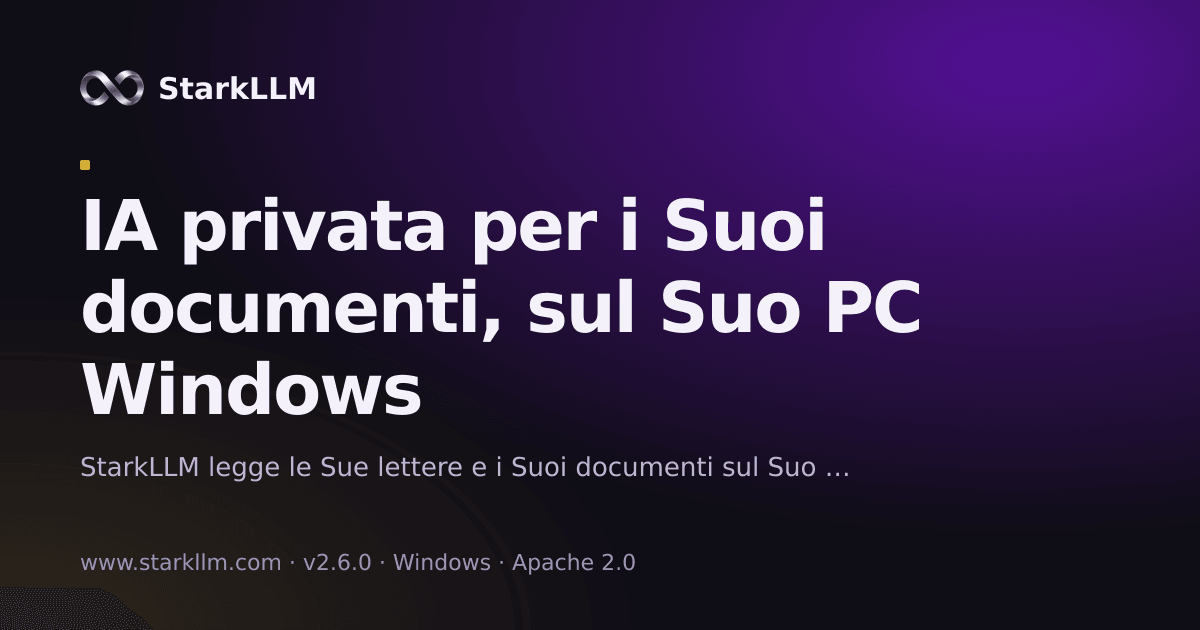 StarkLLM
IA privata per i Suoi
documenti, sul Suo PC
Windows
StarkLLM legge le Sue lettere e i Suoi documenti sul Suo …
www.starkllm.com · v2.6.0 · Windows · Apache 2.0